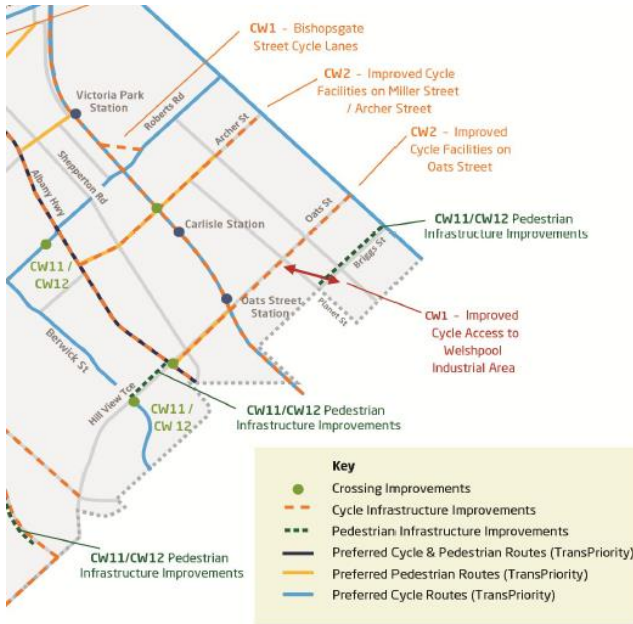 CW1 - Bishopsgate
Street Cycle Lanes
CW2 - Improved Cycle
Facilities on Miller Street
/ Archer Street
Victoria Park
Station
Roberts Rd
Archer St
CW2 - Improved
Cycle Facilities on
Oats Street
Shepperton Rd
Albany Hwy
Oats St
CW11/CW12 Pedestrian
Infrastructure Improvements
Carlisle Station
Briggs St
CW11 /
CW12
Planet St
Oats Street
Station
CW1 - Improved
Cycle Access to
Welshpool
Industrial Area
Berwick St
Hill View Tce
CW11 /
CW 12
CW11/CW12 Pedestrian
Infrastructure Improvements
CW11/CW12 Pedestrian
Infrastructure Improvements
Key
Crossing Improvements
Cycle Infrastructure Improvements
Pedestrian Infrastructure Improvements
Preferred Cycle & Pedestrian Routes (TransPriority)
Preferred Pedestrian Routes (TransPriority)
Preferred Cycle Routes (TransPriority)